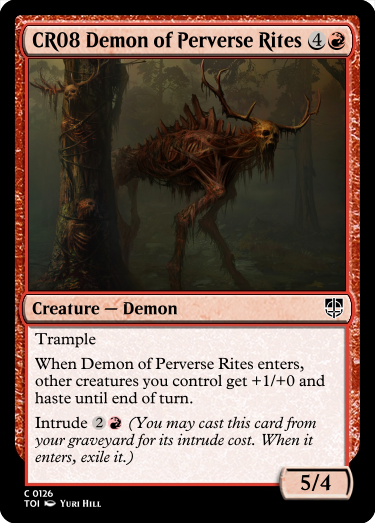 CR08 Demon of Perverse Rites 4
Creature — Demon
Trample
When Demon of Perverse Rites enters,
other creatures you control get +1/+0 and
haste until end of turn.
Intrude 2 (You may cast this card from
your graveyard for its intrude cost. When it
enters, exile it.)
5/4
C 0126
TOI Yuri Hill